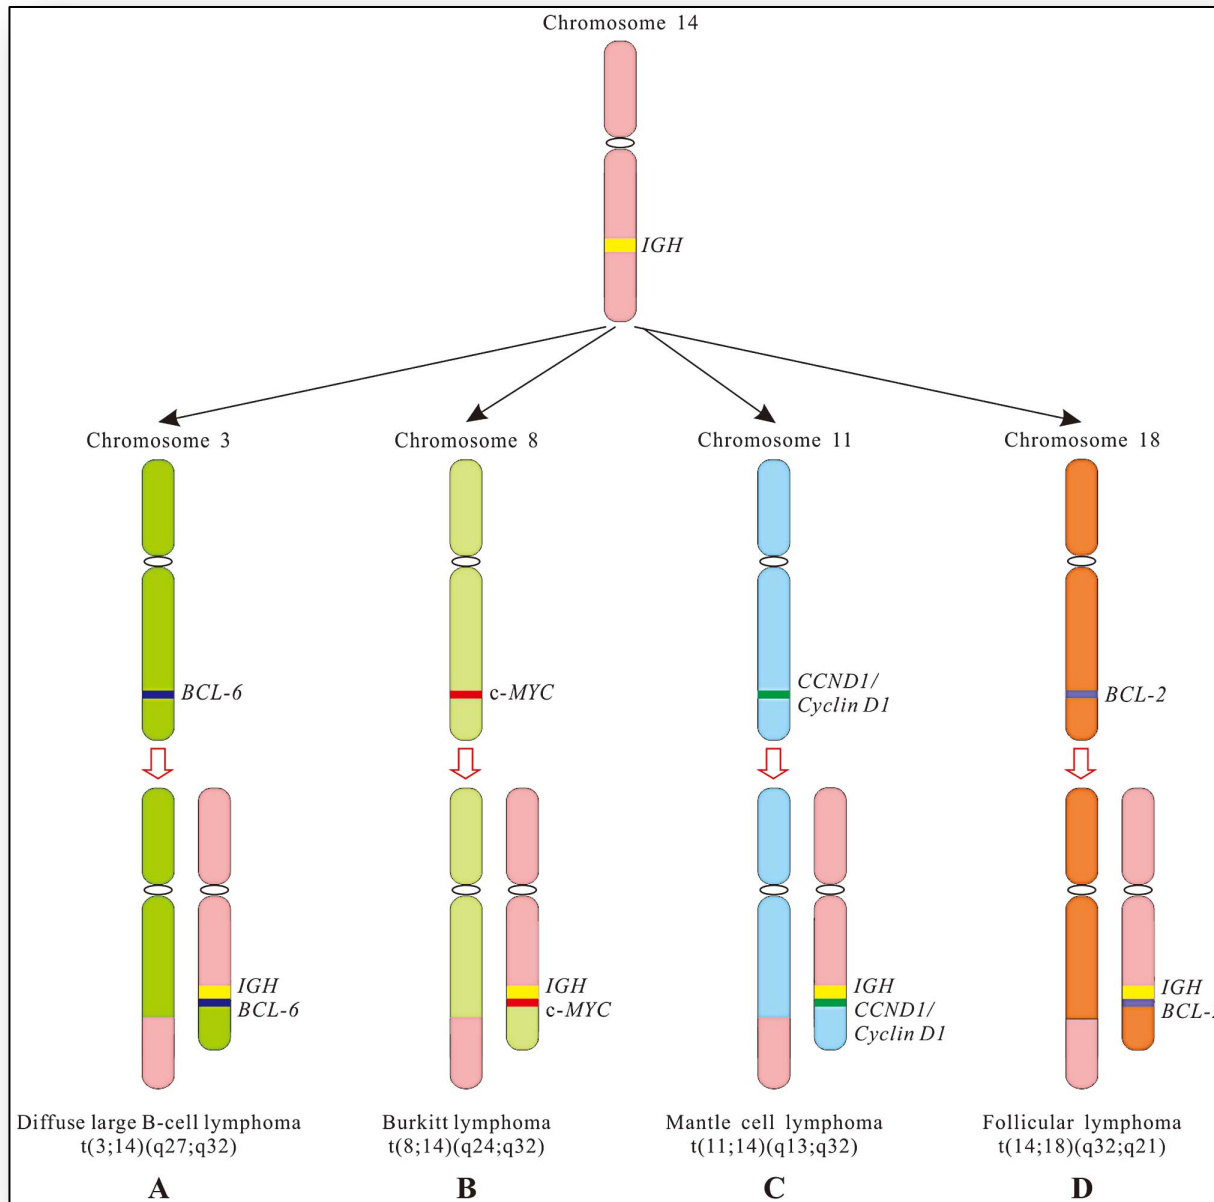 Chromosome 14
IGH
Chromosome 3
Chromosome 8
Chromosome 11
Chromosome 18
BCL-6
c-MYC
CCND1/
Cyclin D1
BCL-2
IGH
BCL-6
IGH
c-MYC
IGH
CCND1/
Cyclin D1
IGH
Diffuse large B-cell lymphoma
t(3;14)(q27;q32)
A
Burkitt lymphoma
t(8;14)(q24;q32)
B
Mantle cell lymphoma
t(11;14)(q13;q32)
C
Follicular lymphoma
t(14;18)(q32;q21)
D